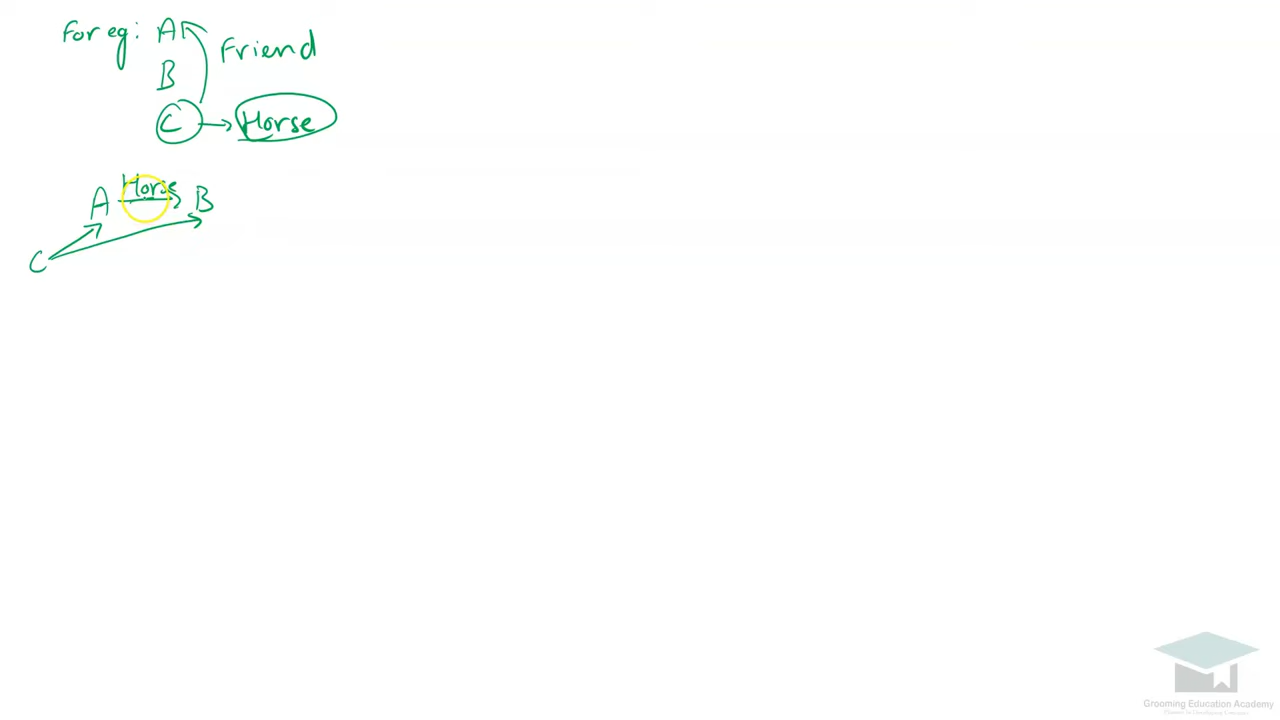 For eg: A
Friend
B
C → Horse
Horse
A → B
C
Grooming Education Academy